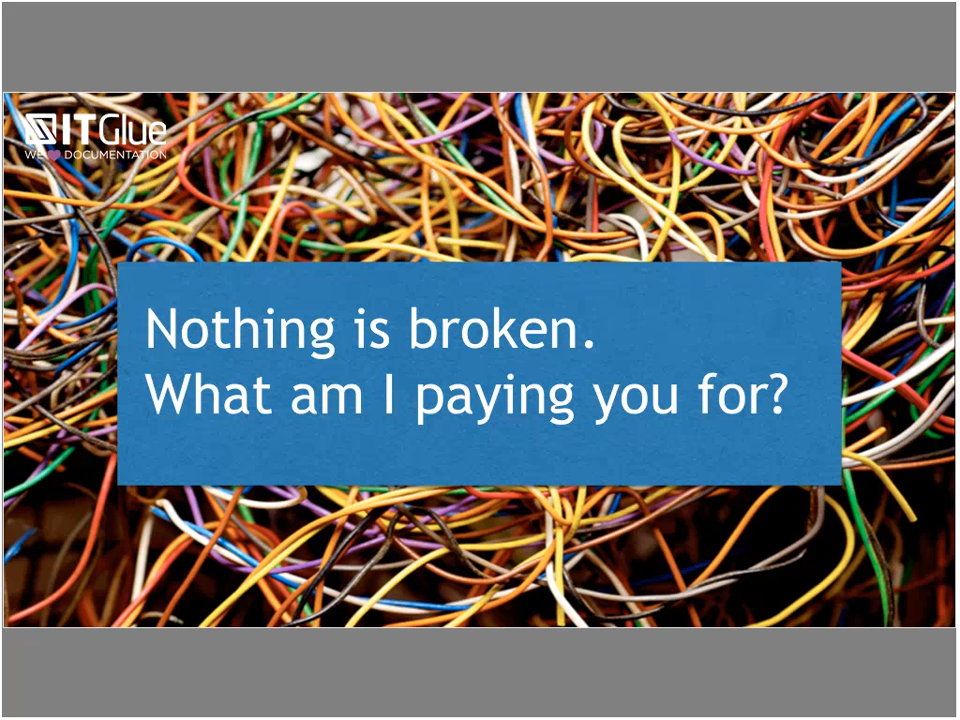 ITGlue
WE DOCUMENTATION
Nothing is broken.
What am I paying you for?